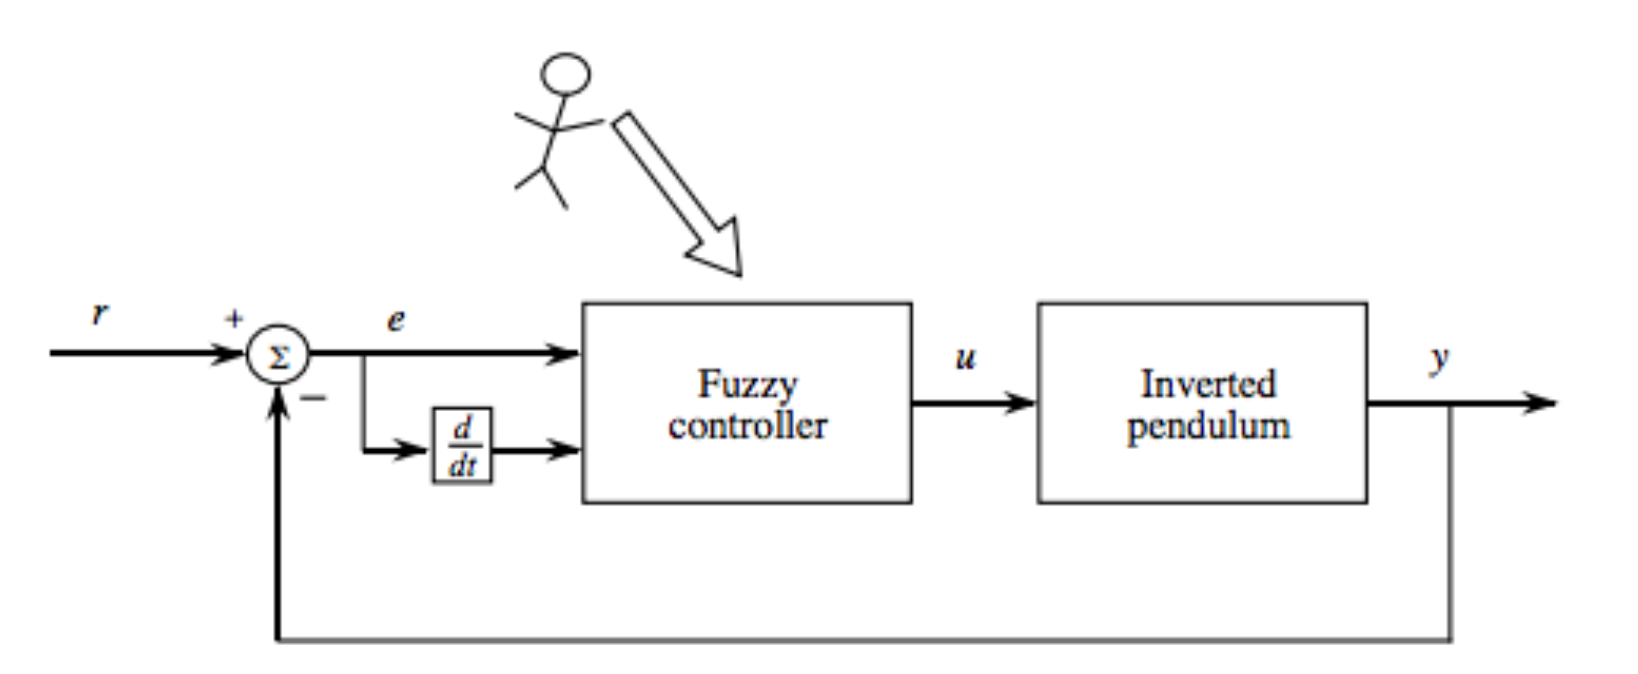 r
+
Σ
−
e
d
dt
Fuzzy
controller
u
Inverted
pendulum
y